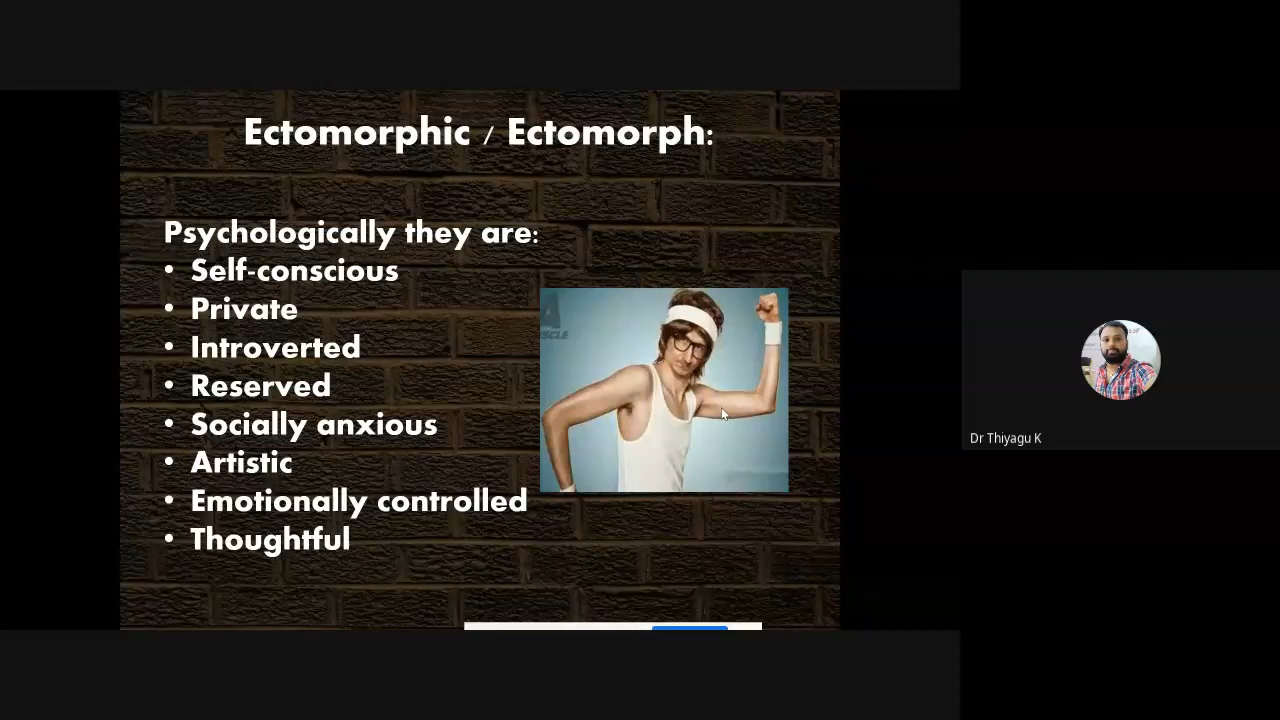 Ectomorphic / Ectomorph:
Psychologically they are:
• Self-conscious
• Private
• Introverted
• Reserved
• Socially anxious
• Artistic
• Emotionally controlled
• Thoughtful
Dr Thiyagu K